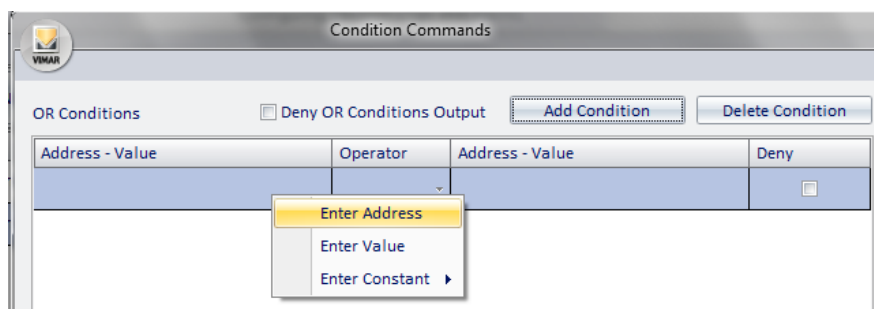 Condition Commands
VIMAR
OR Conditions Deny OR Conditions Output Add Condition Delete Condition
Address - Value Operator Address - Value Deny
Enter Address
Enter Value
Enter Constant